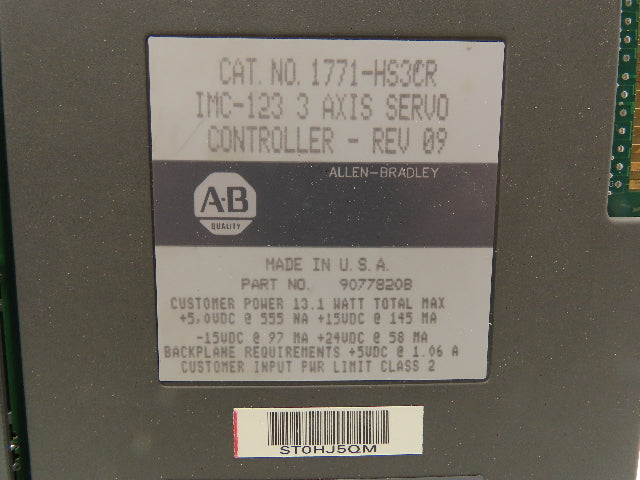 CAT. NO. 1771-HS3CR
IMC-123 3 AXIS SERVO
CONTROLLER - REV 09
ALLEN-BRADLEY
A-B
QUALITY
MADE IN U.S.A.
PART NO. 90778208
CUSTOMER POWER 13.1 WATT TOTAL MAX
+5.0VDC @ 555 MA +15VDC @ 145 MA
-15VDC @ 97 MA +24VDC @ 58 MA
BACKPLANE REQUIREMENTS +5VDC @ 1.06 A
CUSTOMER INPUT PWR LIMIT CLASS 2
ST0HJ5QM